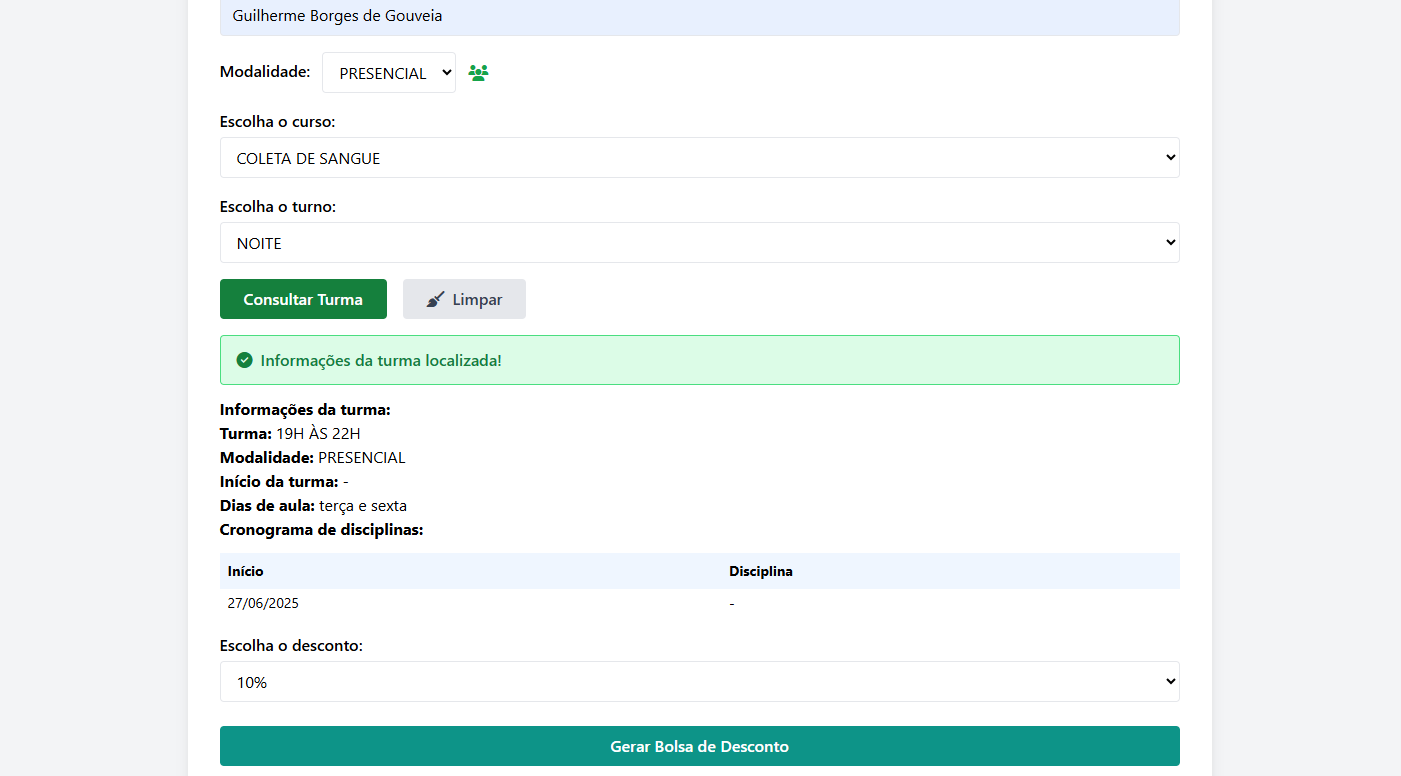 Guilherme Borges de Gouveia
Modalidade: PRESENCIAL
Escolha o curso:
COLETA DE SANGUE
Escolha o turno:
NOITE
Consultar Turma Limpar
Informações da turma localizada!
Informações da turma:
Turma: 19H ÀS 22H
Modalidade: PRESENCIAL
Início da turma: -
Dias de aula: terça e sexta
Cronograma de disciplinas:
Início Disciplina
27/06/2025 -
Escolha o desconto:
10%
Gerar Bolsa de Desconto